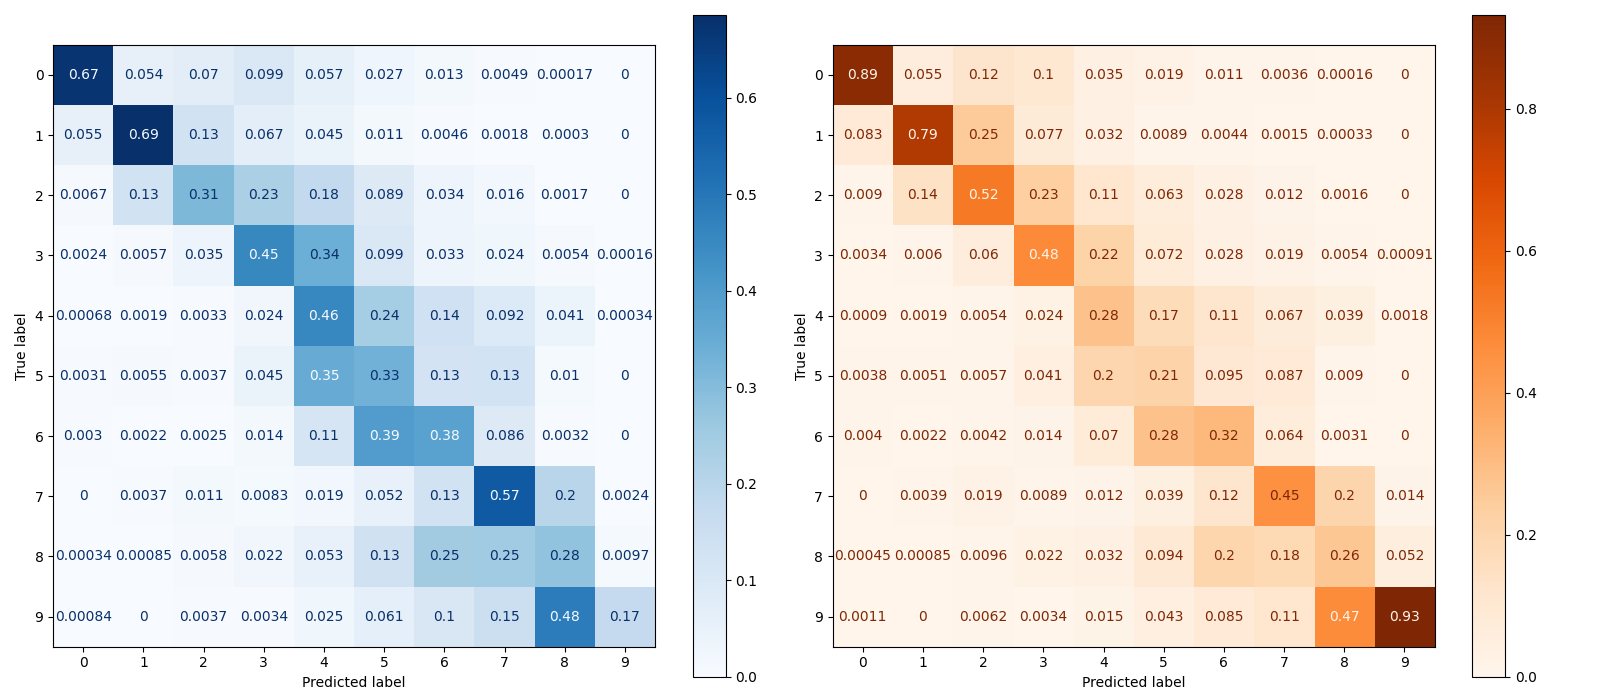 0 0.67 0.054 0.07 0.099 0.057 0.027 0.013 0.0049 0.00017 0
1 0.055 0.69 0.13 0.067 0.045 0.011 0.0046 0.0018 0.0003 0
2 0.0067 0.13 0.31 0.23 0.18 0.089 0.034 0.016 0.0017 0
3 0.0024 0.0057 0.035 0.45 0.34 0.099 0.033 0.024 0.0054 0.00016
4 0.00068 0.0019 0.0033 0.024 0.46 0.24 0.14 0.092 0.041 0.00034
5 0.0031 0.0055 0.0037 0.045 0.35 0.33 0.13 0.13 0.01 0
6 0.003 0.0022 0.0025 0.014 0.11 0.39 0.38 0.086 0.0032 0
7 0 0.0037 0.011 0.0083 0.019 0.052 0.13 0.57 0.2 0.0024
8 0.00034 0.00085 0.0058 0.022 0.053 0.13 0.25 0.25 0.28 0.0097
9 0.00084 0 0.0037 0.0034 0.025 0.061 0.1 0.15 0.48 0.17
0 1 2 3 4 5 6 7 8 9
Predicted label
True label
0.6
0.5
0.4
0.3
0.2
0.1
0.0
0 0.89 0.055 0.12 0.1 0.035 0.019 0.011 0.0036 0.00016 0
1 0.083 0.79 0.25 0.077 0.032 0.0089 0.0044 0.0015 0.00033 0
2 0.009 0.14 0.52 0.23 0.11 0.063 0.028 0.012 0.0016 0
3 0.0034 0.006 0.06 0.48 0.22 0.072 0.028 0.019 0.0054 0.00091
4 0.0009 0.0019 0.0054 0.024 0.28 0.17 0.11 0.067 0.039 0.0018
5 0.0038 0.0051 0.0057 0.041 0.2 0.21 0.095 0.087 0.009 0
6 0.004 0.0022 0.0042 0.014 0.07 0.28 0.32 0.064 0.0031 0
7 0 0.0039 0.019 0.0089 0.012 0.039 0.12 0.45 0.2 0.014
8 0.00045 0.00085 0.0096 0.022 0.032 0.094 0.2 0.18 0.26 0.052
9 0.0011 0 0.0062 0.0034 0.015 0.043 0.085 0.11 0.47 0.93
0 1 2 3 4 5 6 7 8 9
Predicted label
True label
0.8
0.6
0.4
0.2
0.0